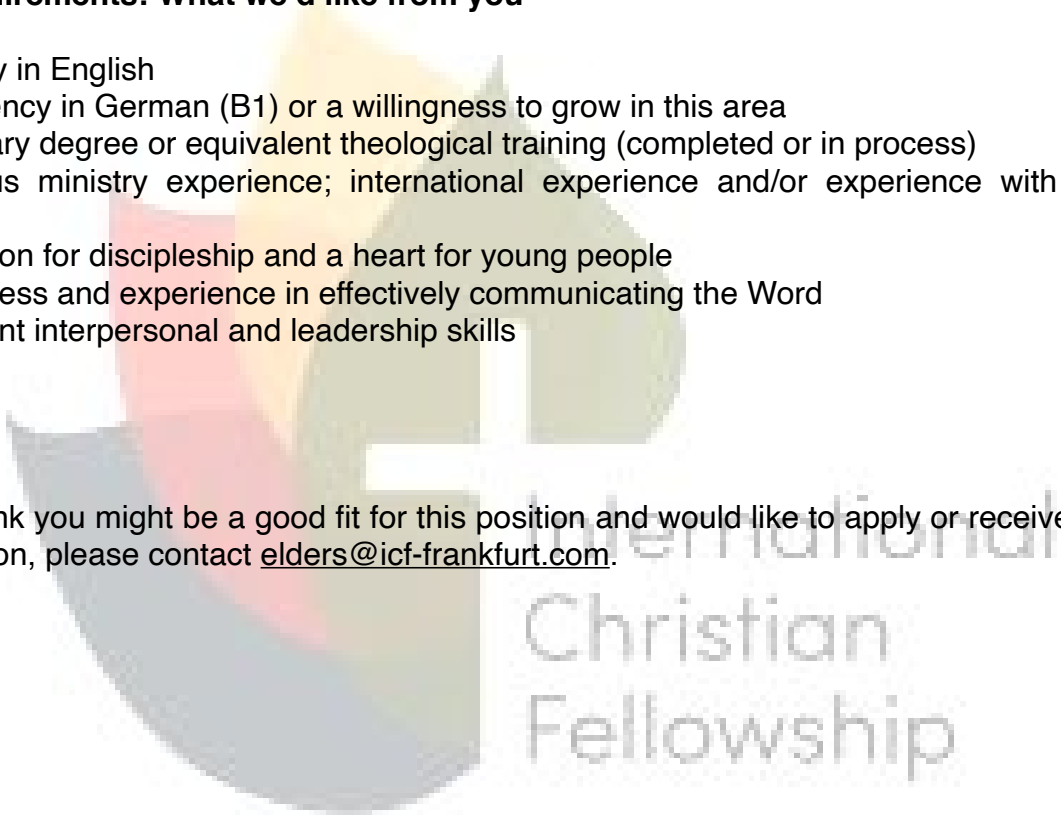 irements: What we'd like from you
y in English
ency in German (B1) or a willingness to grow in this area
ary degree or equivalent theological training (completed or in process)
us ministry experience; international experience and/or experience with
on for discipleship and a heart for young people
ess and experience in effectively communicating the Word
nt interpersonal and leadership skills
nk you might be a good fit for this position and would like to apply or receive
on, please contact elders@icf-frankfurt.com.
International
Christian
Fellowship